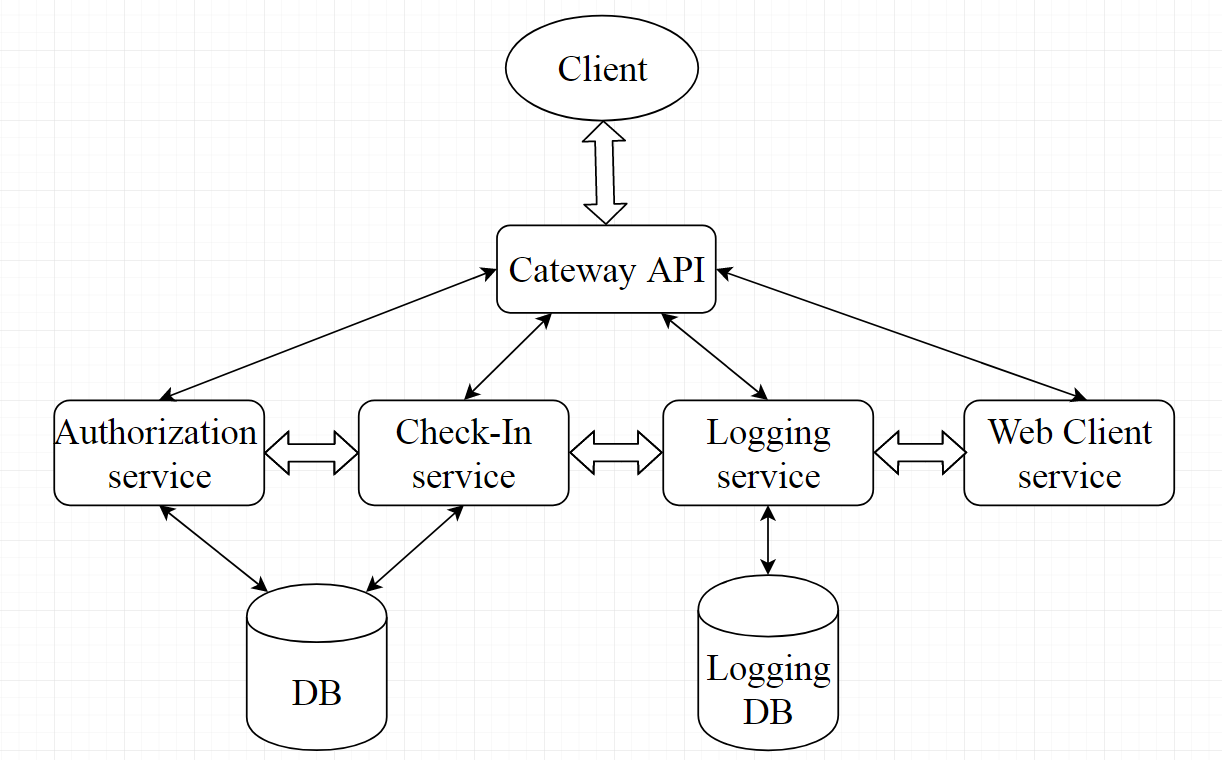 Client
Cateway API
Authorization
service
Check-In
service
Logging
service
Web Client
service
DB
Logging
DB